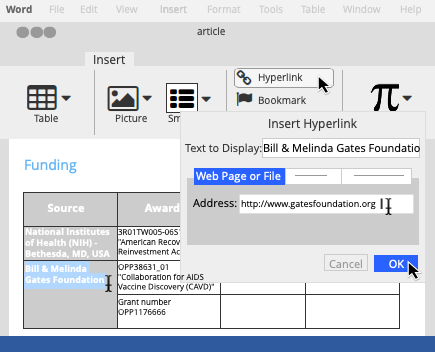 Word File Edit View Insert Format Tools Table Window Help
article
Insert
Hyperlink
Bookmark
Table
Picture
Sm
π
Insert Hyperlink
Text to Display: Bill & Melinda Gates Foundatio
Web Page or File
Address: http://www.gatesfoundation.org
Cancel OK
Funding
Source Award
National Institutes
of Health (NIH) -
Bethesda, MD, USA
3R01TW005-06S1
"American Recov
Reinvestment Ac
Bill & Melinda
Gates Foundation
OPP38631_01
"Collaboration for AIDS
Vaccine Discovery (CAVD)"
Grant number
OPP1176666